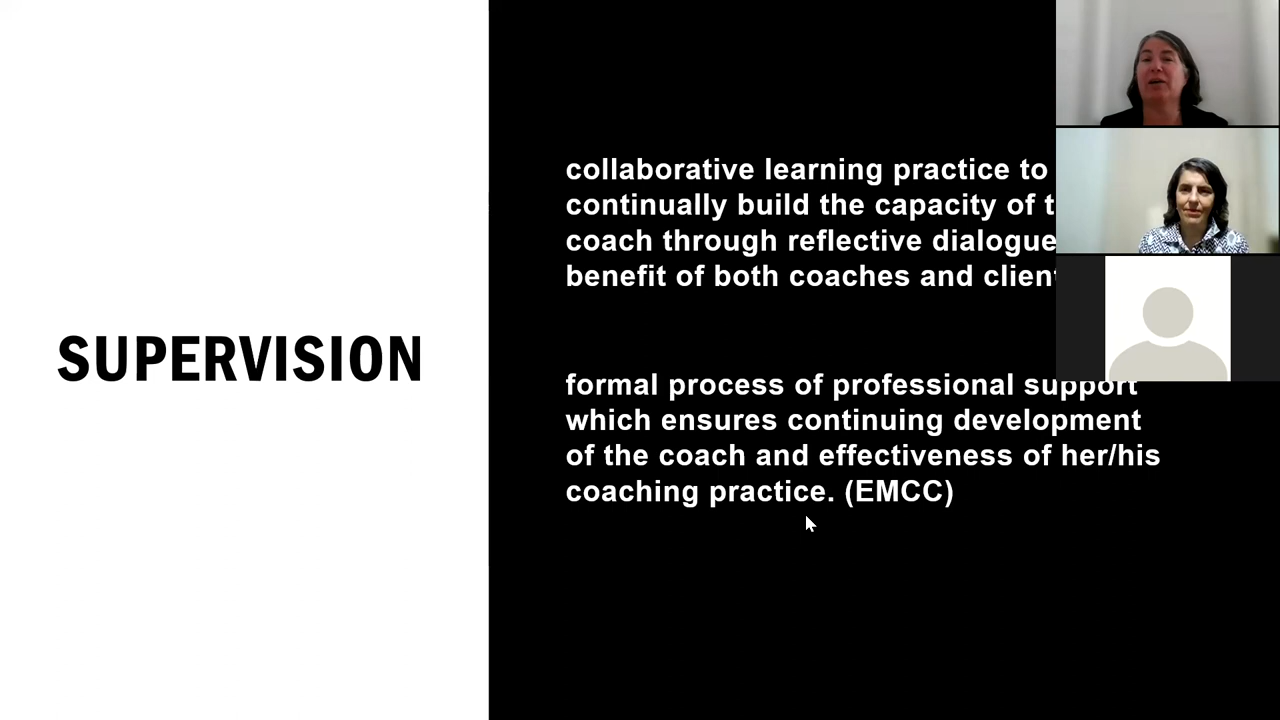 SUPERVISION
collaborative learning practice to
continually build the capacity of
coach through reflective dialogue
benefit of both coaches and
formal process of professional support
which ensures continuing development
of the coach and effectiveness of her/his
coaching practice. (EMCC)